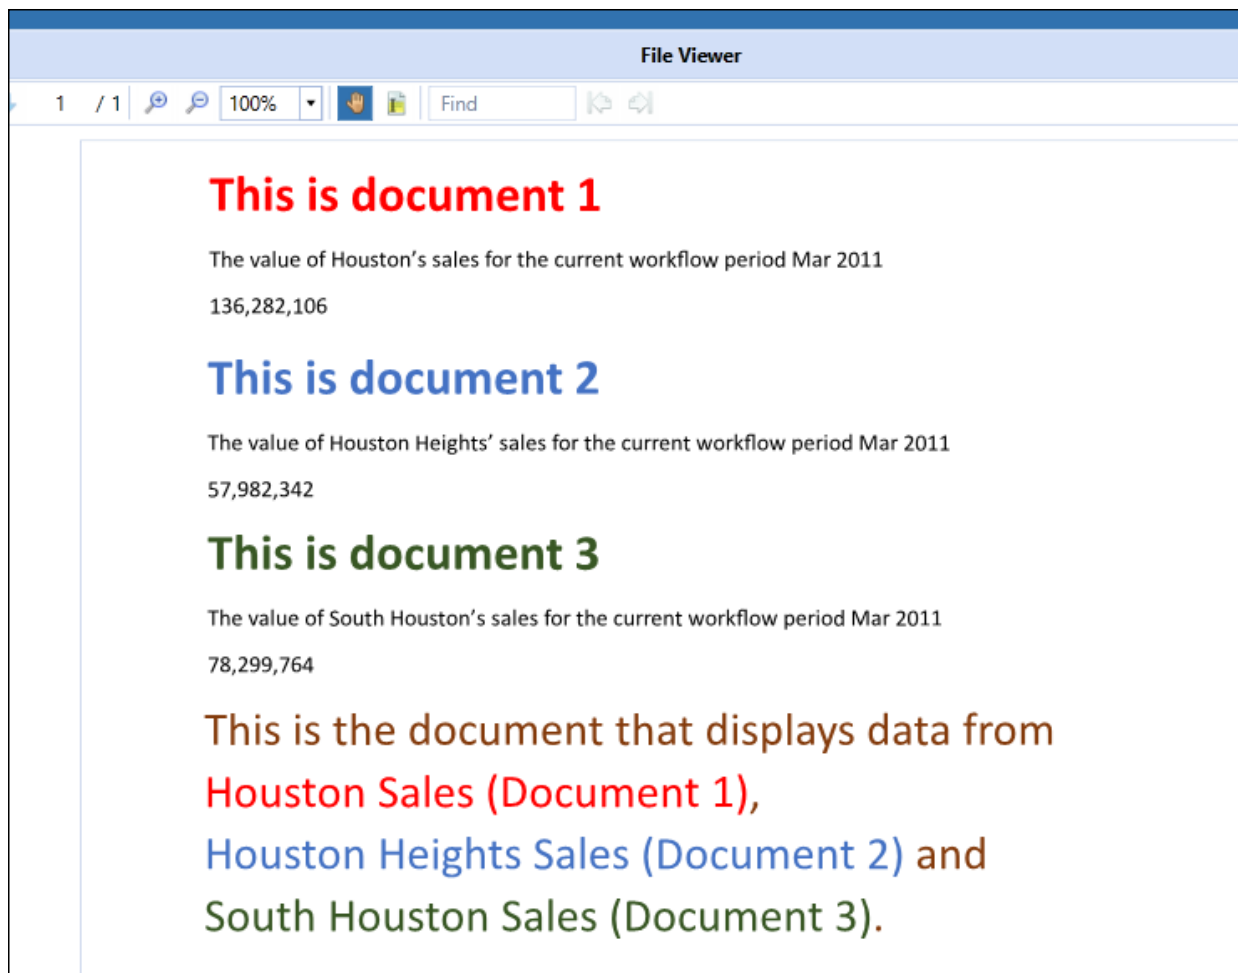 File Viewer
1 / 1 100% Find
This is document 1
The value of Houston’s sales for the current workflow period Mar 2011
136,282,106
This is document 2
The value of Houston Heights’ sales for the current workflow period Mar 2011
57,982,342
This is document 3
The value of South Houston’s sales for the current workflow period Mar 2011
78,299,764
This is the document that displays data from
Houston Sales (Document 1),
Houston Heights Sales (Document 2) and
South Houston Sales (Document 3).